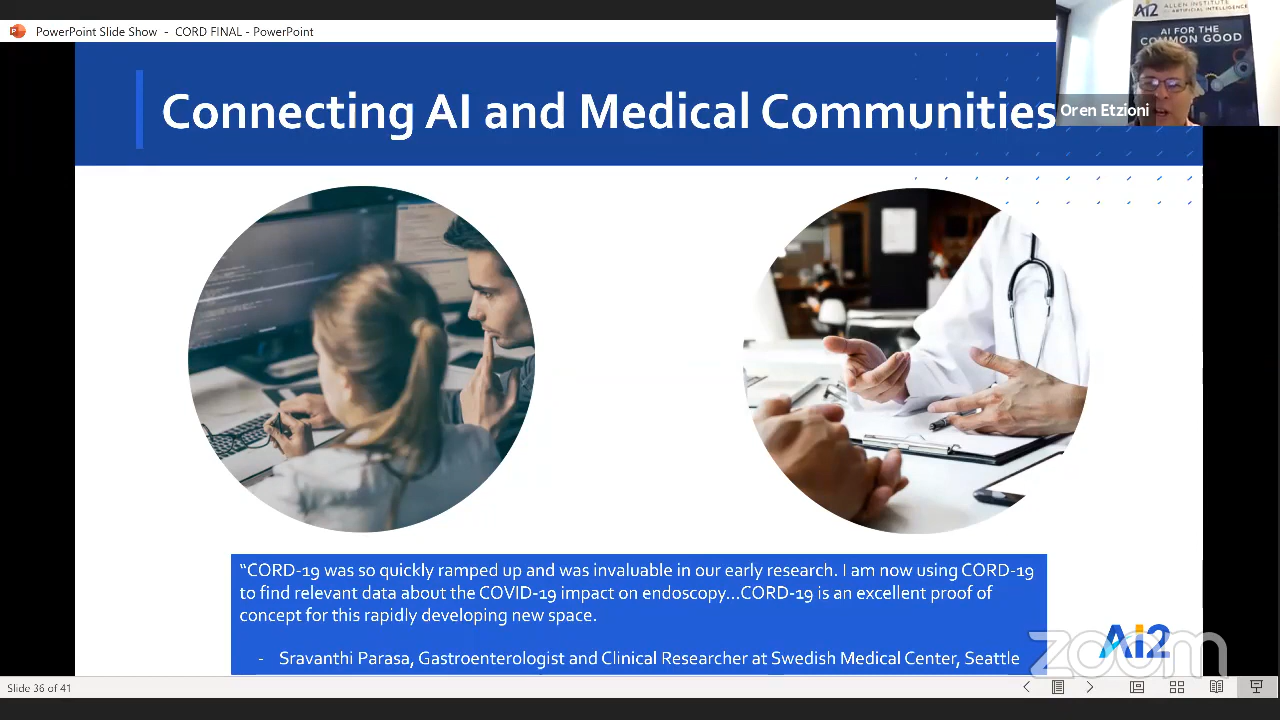 PowerPoint Slide Show - CORD FINAL - PowerPoint
AI2 ALLEN INSTITUTE
for ARTIFICIAL INTELLIGENCE
AI FOR THE
COMMON GOOD
Oren Etzioni
Connecting AI and Medical Communities
“CORD-19 was so quickly ramped up and was invaluable in our early research. I am now using CORD-19
to find relevant data about the COVID-19 impact on endoscopy...CORD-19 is an excellent proof of
concept for this rapidly developing new space.
- Sravanthi Parasa, Gastroenterologist and Clinical Researcher at Swedish Medical Center, Seattle
AI2
zoom
Slide 36 of 41